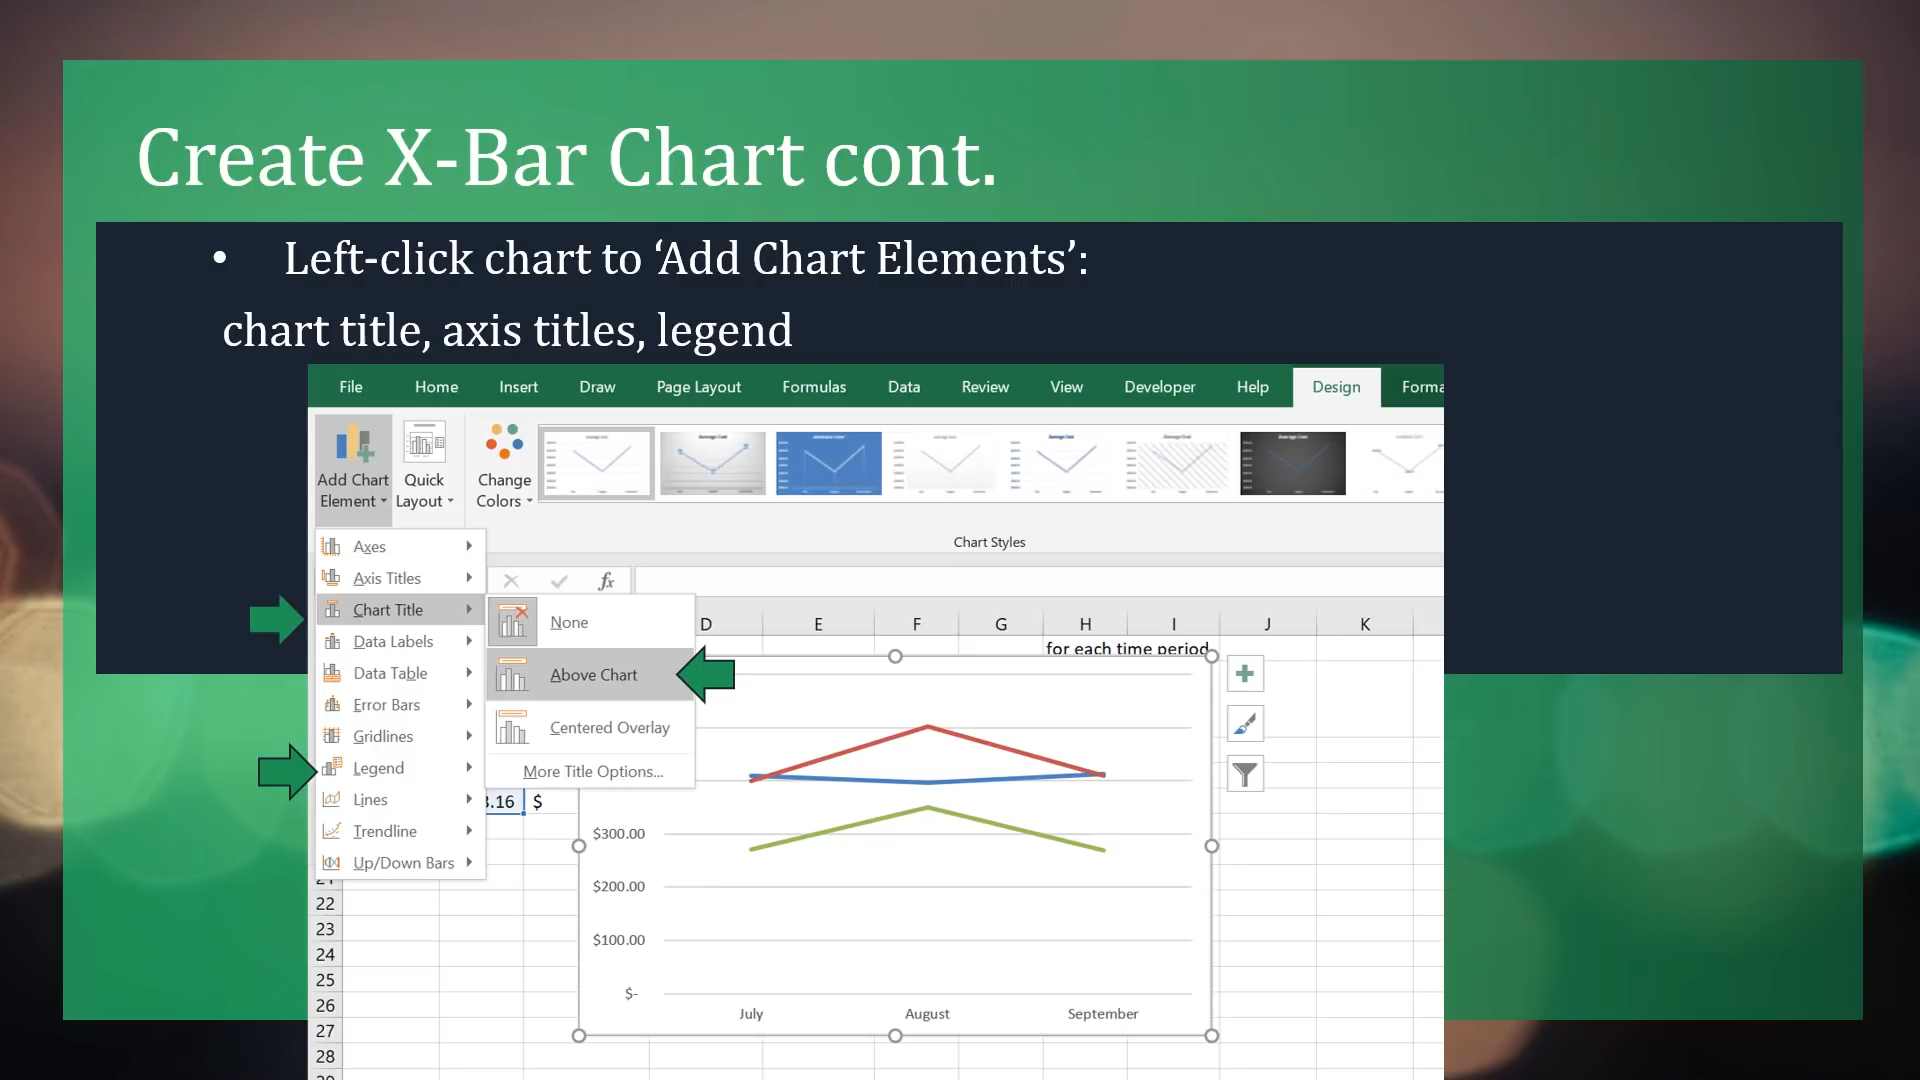 Create X-Bar Chart cont.
• Left-click chart to ‘Add Chart Elements’:
chart title, axis titles, legend
File Home Insert Draw Page Layout Formulas Data Review View Developer Help Design Forma
Add Chart Element
Quick Layout
Change Colors
Chart Styles
Axes
Axis Titles
Chart Title
Data Labels
Data Table
Error Bars
Gridlines
Legend
Lines
Trendline
Up/Down Bars
fx
None
Above Chart
Centered Overlay
More Title Options...
D E F G H I J K
for each time period
3.16 $
$300.00
$200.00
$100.00
$-
July August September
22
23
24
25
26
27
28